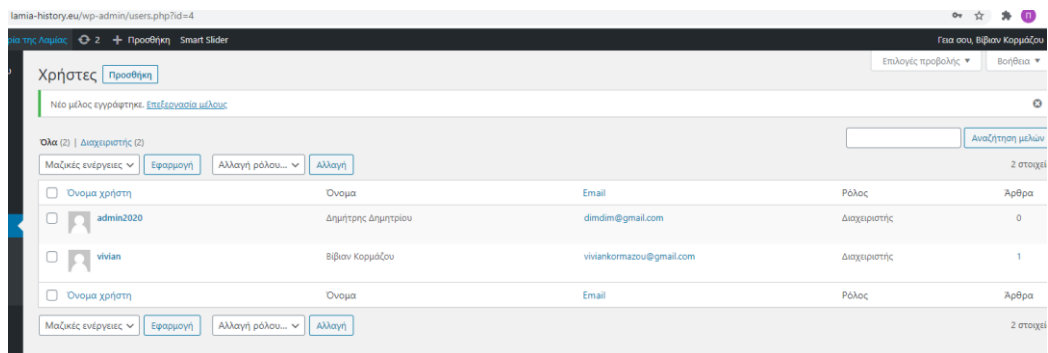 lamia-history.eu/wp-admin/users.php?id=4
Π
ρία της Λαμίας 2 + Προσθήκη Smart Slider Γεια σου, Βίβιαν Κορμάζου
Επιλογές προβολής ▼ Βοήθεια ▼
Χρήστες Προσθήκη
Νέο μέλος εγγράφτηκε. Επεξεργασία μέλους
Όλα (2) | Διαχειριστής (2) Αναζήτηση μελών
Μαζικές ενέργειες Εφαρμογή Αλλαγή ρόλου... Αλλαγή 2 στοιχεί
Όνομα χρήστη Όνομα Email Ρόλος Άρθρα
admin2020 Δημήτρης Δημητρίου dimdim@gmail.com Διαχειριστής 0
vivian Βίβιαν Κορμάζου viviankormazou@gmail.com Διαχειριστής 1
Όνομα χρήστη Όνομα Email Ρόλος Άρθρα
Μαζικές ενέργειες Εφαρμογή Αλλαγή ρόλου... Αλλαγή 2 στοιχεί